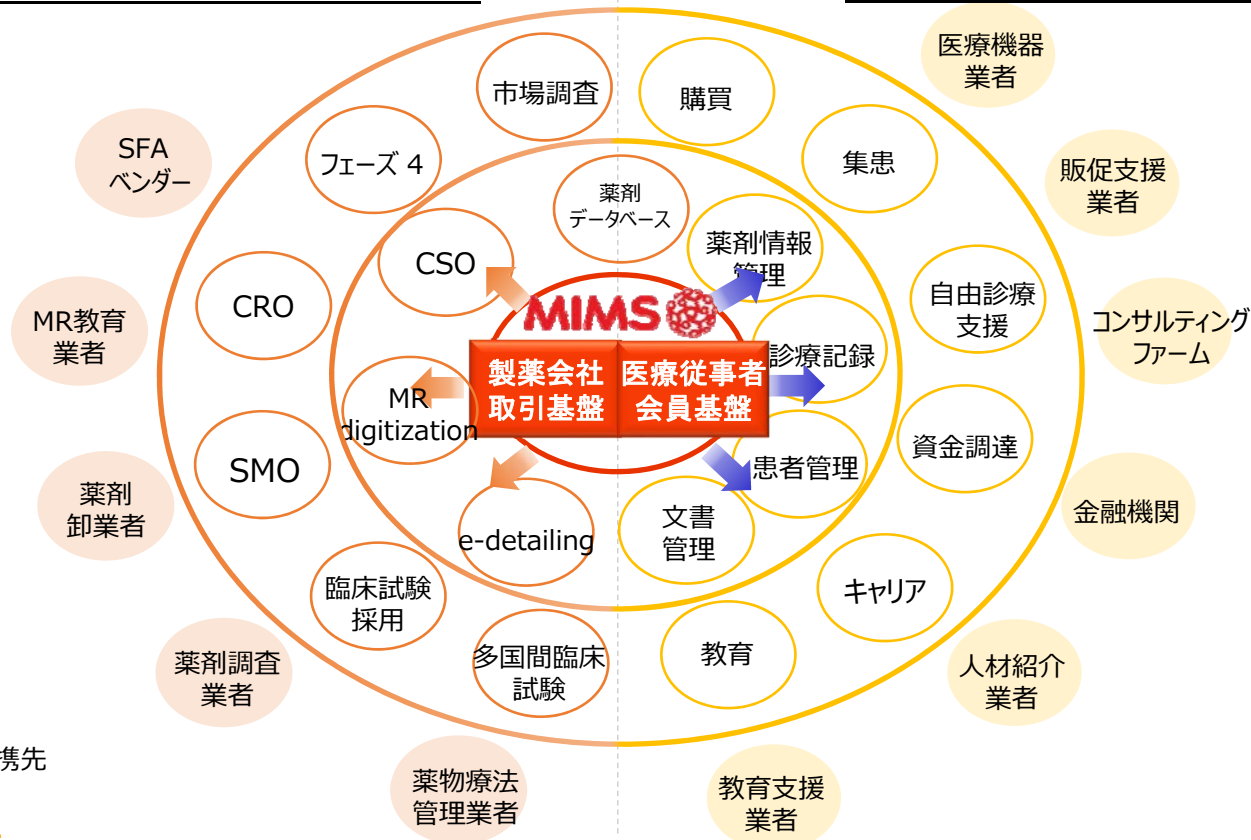 市場調査
購買
医療機器
業者
SFA
ベンダー
フェーズ 4
集患
販促支援
業者
薬剤
データベース
CSO
薬剤情報
管理
CRO
自由診療
支援
MR教育
業者
コンサルティング
ファーム
MIMS
製薬会社
取引基盤
医療従事者
会員基盤
診療記録
MR
digitization
SMO
患者管理
資金調達
薬剤
卸業者
金融機関
e-detailing
文書
管理
臨床試験
採用
キャリア
多国間臨床
試験
教育
薬剤調査
業者
人材紹介
業者
携先
薬物療法
管理業者
教育支援
業者